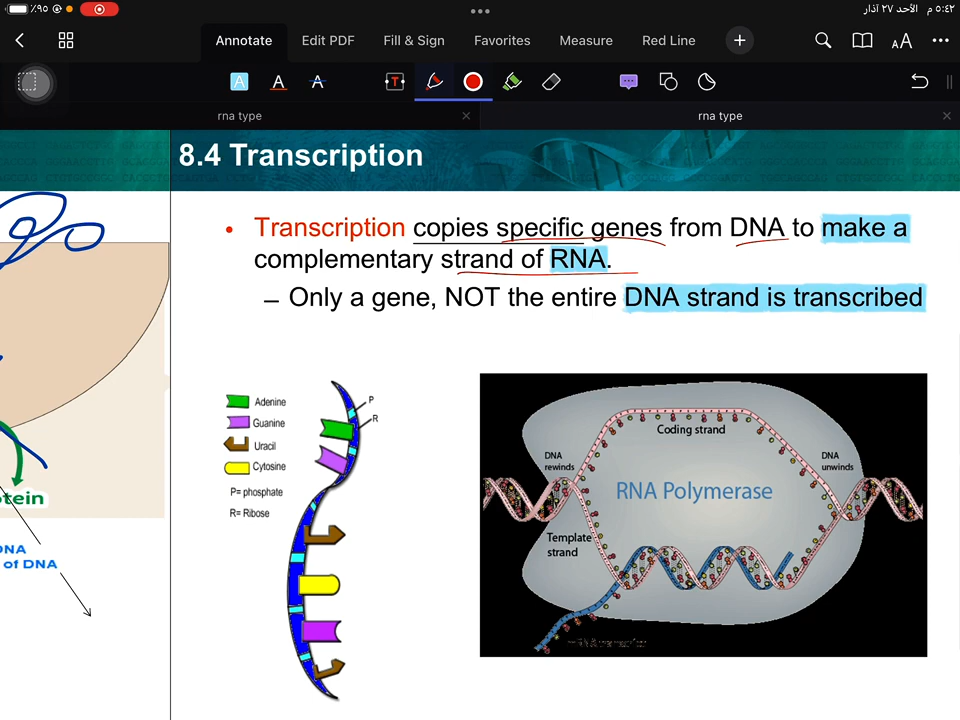 ٪٩٥
٥:٤٢ م الأحد ٢٧ آذار
Annotate Edit PDF Fill & Sign Favorites Measure Red Line
rna type
rna type
8.4 Transcription
• Transcription copies specific genes from DNA to make a
complementary strand of RNA.
– Only a gene, NOT the entire DNA strand is transcribed
Adenine
Guanine
Uracil
Cytosine
P= phosphate
R= Ribose
P
R
Coding strand
DNA
rewinds
DNA
unwinds
RNA Polymerase
Template
strand
tein
DNA
of DNA